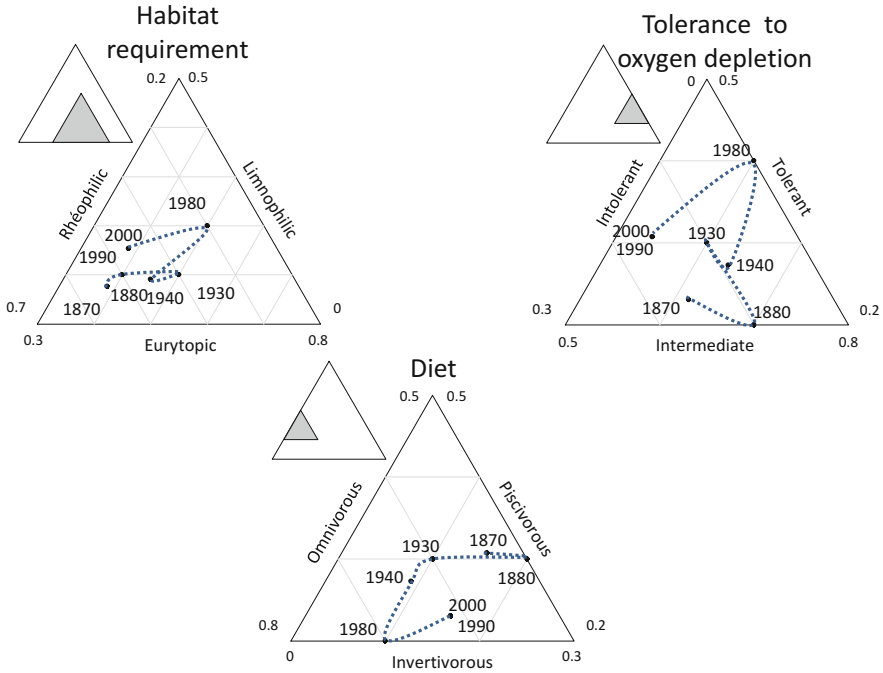 Habitat
requirement
0.2 0.5
Rhéophilic
Limnophilic
1980
2000
1990
1870
1880
1940
1930
0.7
0
0.3
Eurytopic
0.8
Tolerance to
oxygen depletion
0 0.5
Intolerant
Tolerant
1980
2000
1990
1930
1940
1870
1880
0.3
0.2
0.5
Intermediate
0.8
Diet
0.5 0.5
Omnivorous
Piscivorous
1930
1870
1940
1880
2000
1980
1990
0.8
0.2
0
Invertivorous
0.3